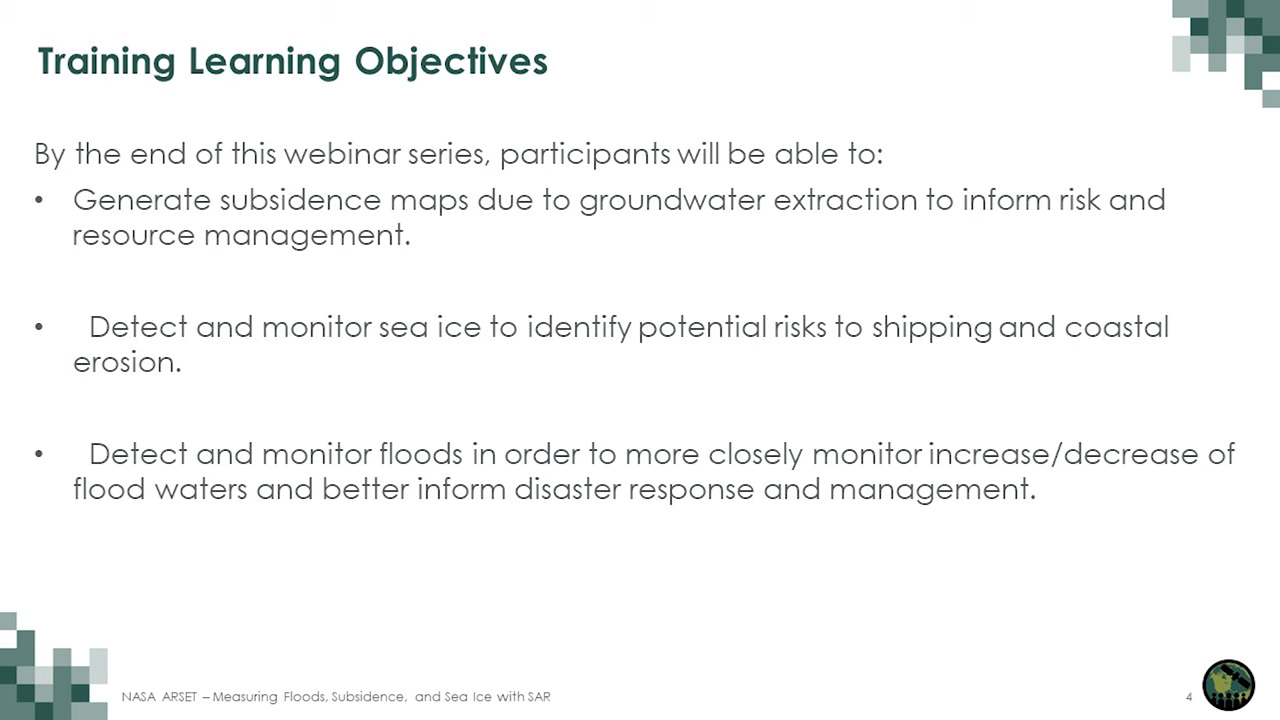 Training Learning Objectives
By the end of this webinar series, participants will be able to:
• Generate subsidence maps due to groundwater extraction to inform risk and
resource management.
• Detect and monitor sea ice to identify potential risks to shipping and coastal
erosion.
• Detect and monitor floods in order to more closely monitor increase/decrease of
flood waters and better inform disaster response and management.
NASA ARSET – Measuring Floods, Subsidence, and Sea Ice with SAR
4